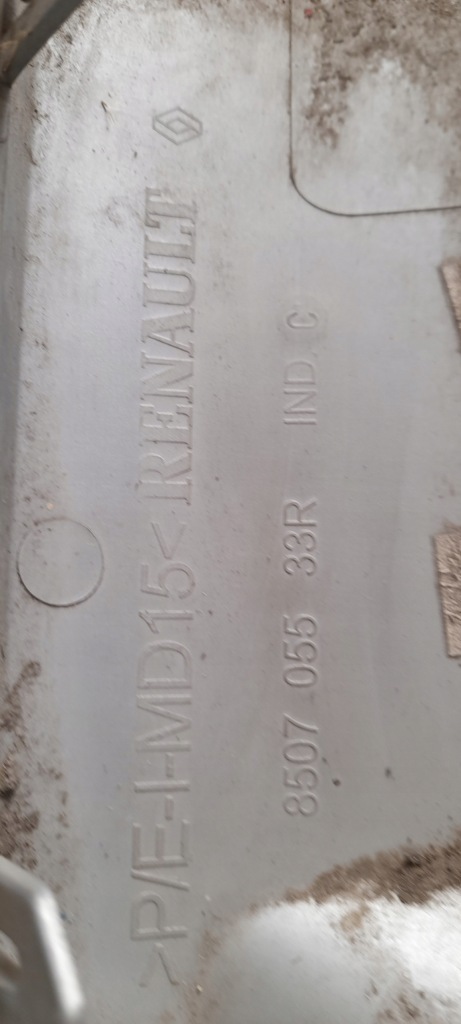 >P/E-I-MD15< RENAULT
8507 055 33R IND. C